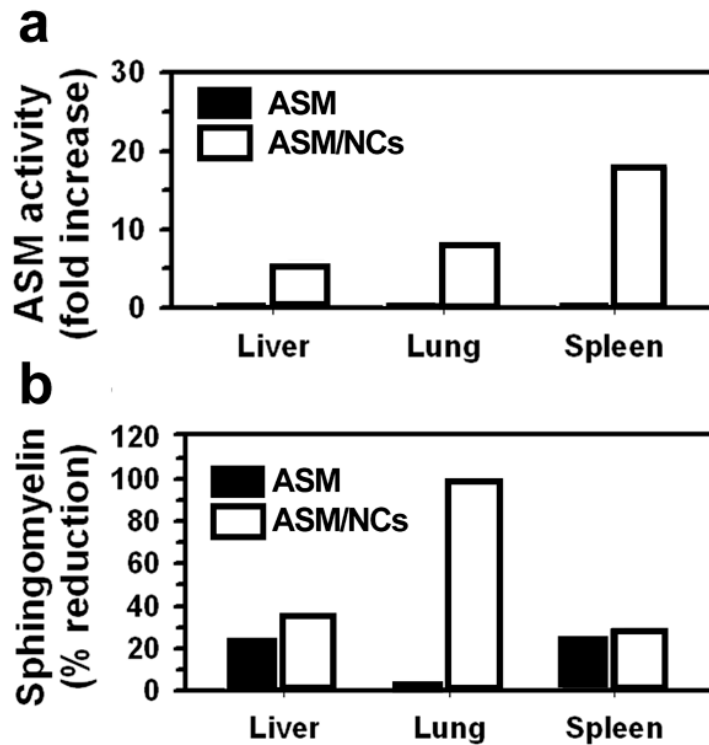 a
ASM activity
(fold increase)
30
20
10
0
ASM
ASM/NCs
Liver Lung Spleen
b
Sphingomyelin
(% reduction)
120
100
80
60
40
20
0
ASM
ASM/NCs
Liver Lung Spleen